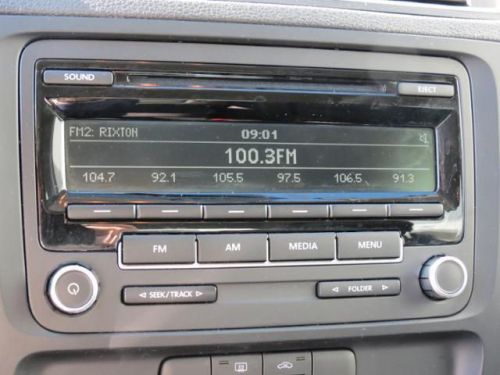 SOUND
EJECT
FM2: RIXTON 09:01
100.3FM
104.7 92.1 105.5 97.5 106.5 91.3
FM AM MEDIA MENU
SEEK/TRACK FOLDER